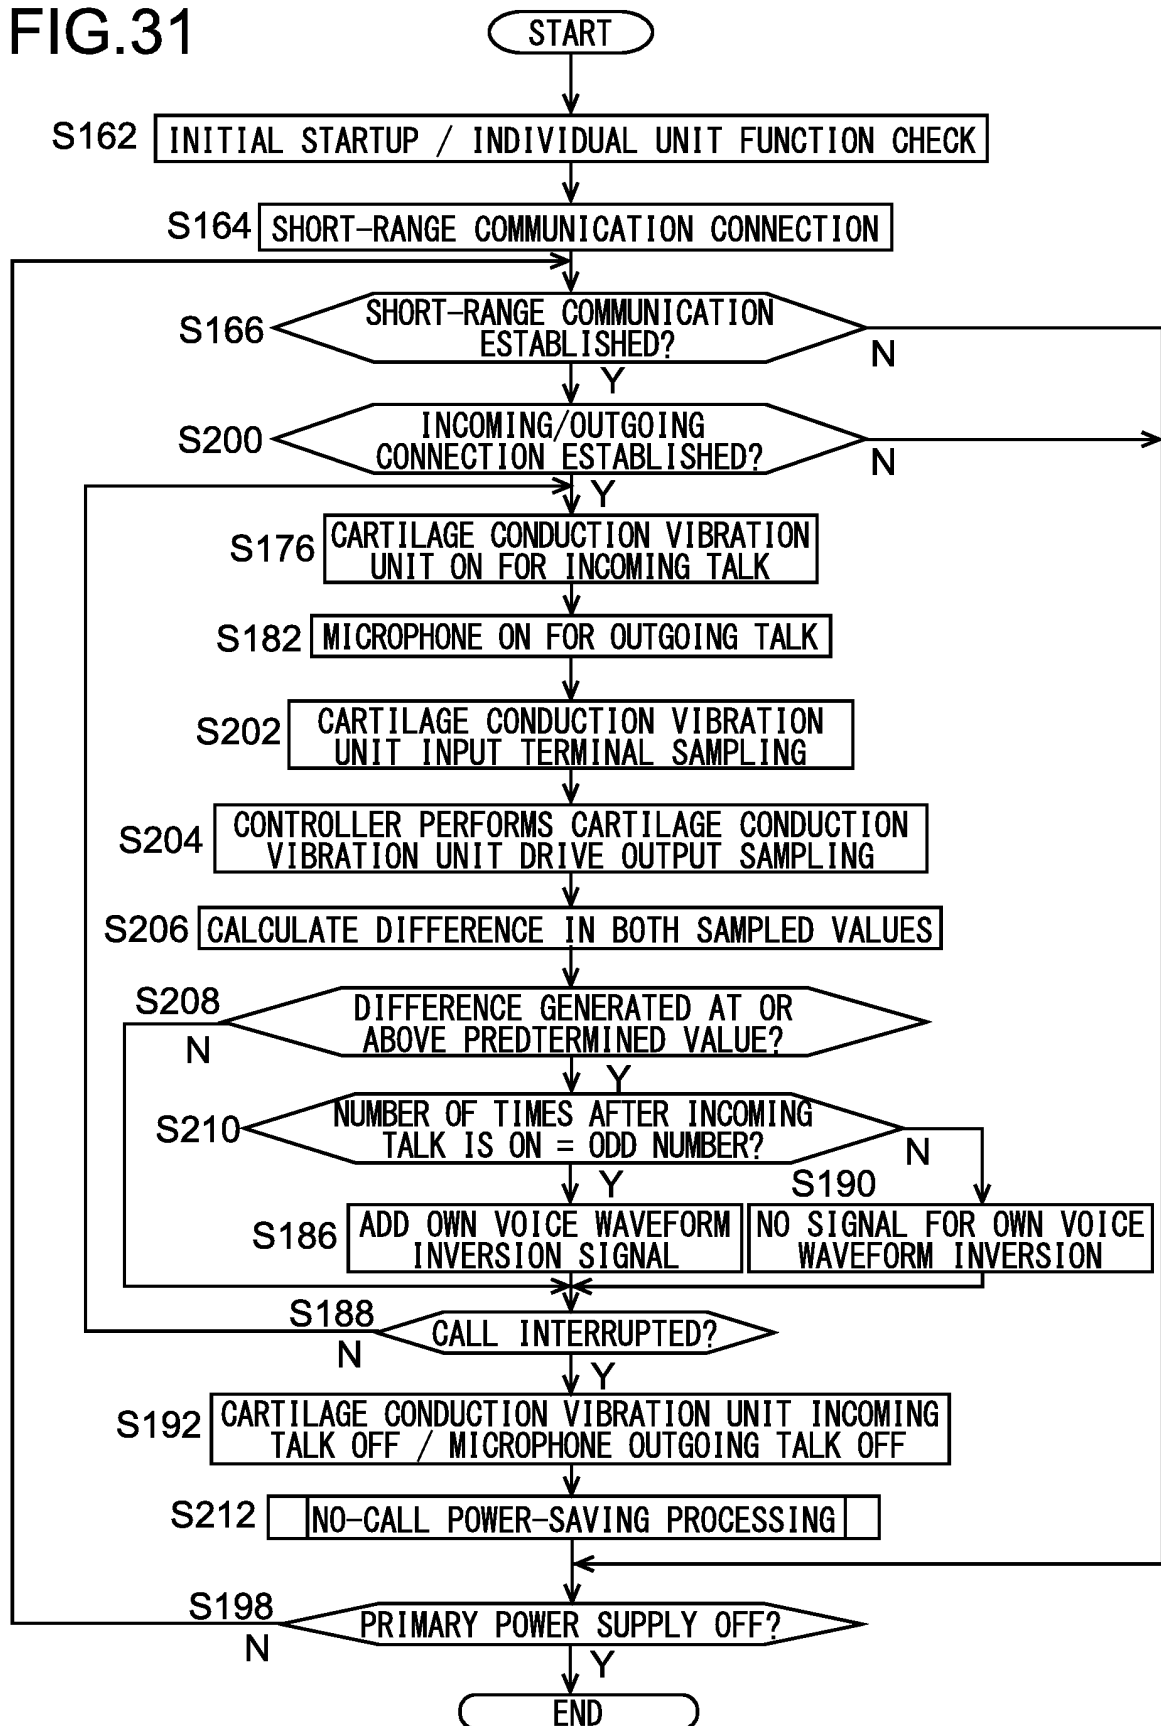 FIG.31
START
S162
INITIAL STARTUP / INDIVIDUAL UNIT FUNCTION CHECK
S164
SHORT-RANGE COMMUNICATION CONNECTION
S166
SHORT-RANGE COMMUNICATION
ESTABLISHED?
N
Y
S200
INCOMING/OUTGOING
CONNECTION ESTABLISHED?
N
Y
S176
CARTILAGE CONDUCTION VIBRATION
UNIT ON FOR INCOMING TALK
S182
MICROPHONE ON FOR OUTGOING TALK
S202
CARTILAGE CONDUCTION VIBRATION
UNIT INPUT TERMINAL SAMPLING
S204
CONTROLLER PERFORMS CARTILAGE CONDUCTION
VIBRATION UNIT DRIVE OUTPUT SAMPLING
S206
CALCULATE DIFFERENCE IN BOTH SAMPLED VALUES
S208
DIFFERENCE GENERATED AT OR
ABOVE PREDTERMINED VALUE?
N
Y
S210
NUMBER OF TIMES AFTER INCOMING
TALK IS ON = ODD NUMBER?
N
Y
S186
ADD OWN VOICE WAVEFORM
INVERSION SIGNAL
S190
NO SIGNAL FOR OWN VOICE
WAVEFORM INVERSION
S188
CALL INTERRUPTED?
N
Y
S192
CARTILAGE CONDUCTION VIBRATION UNIT INCOMING
TALK OFF / MICROPHONE OUTGOING TALK OFF
S212
NO-CALL POWER-SAVING PROCESSING
S198
PRIMARY POWER SUPPLY OFF?
N
Y
END